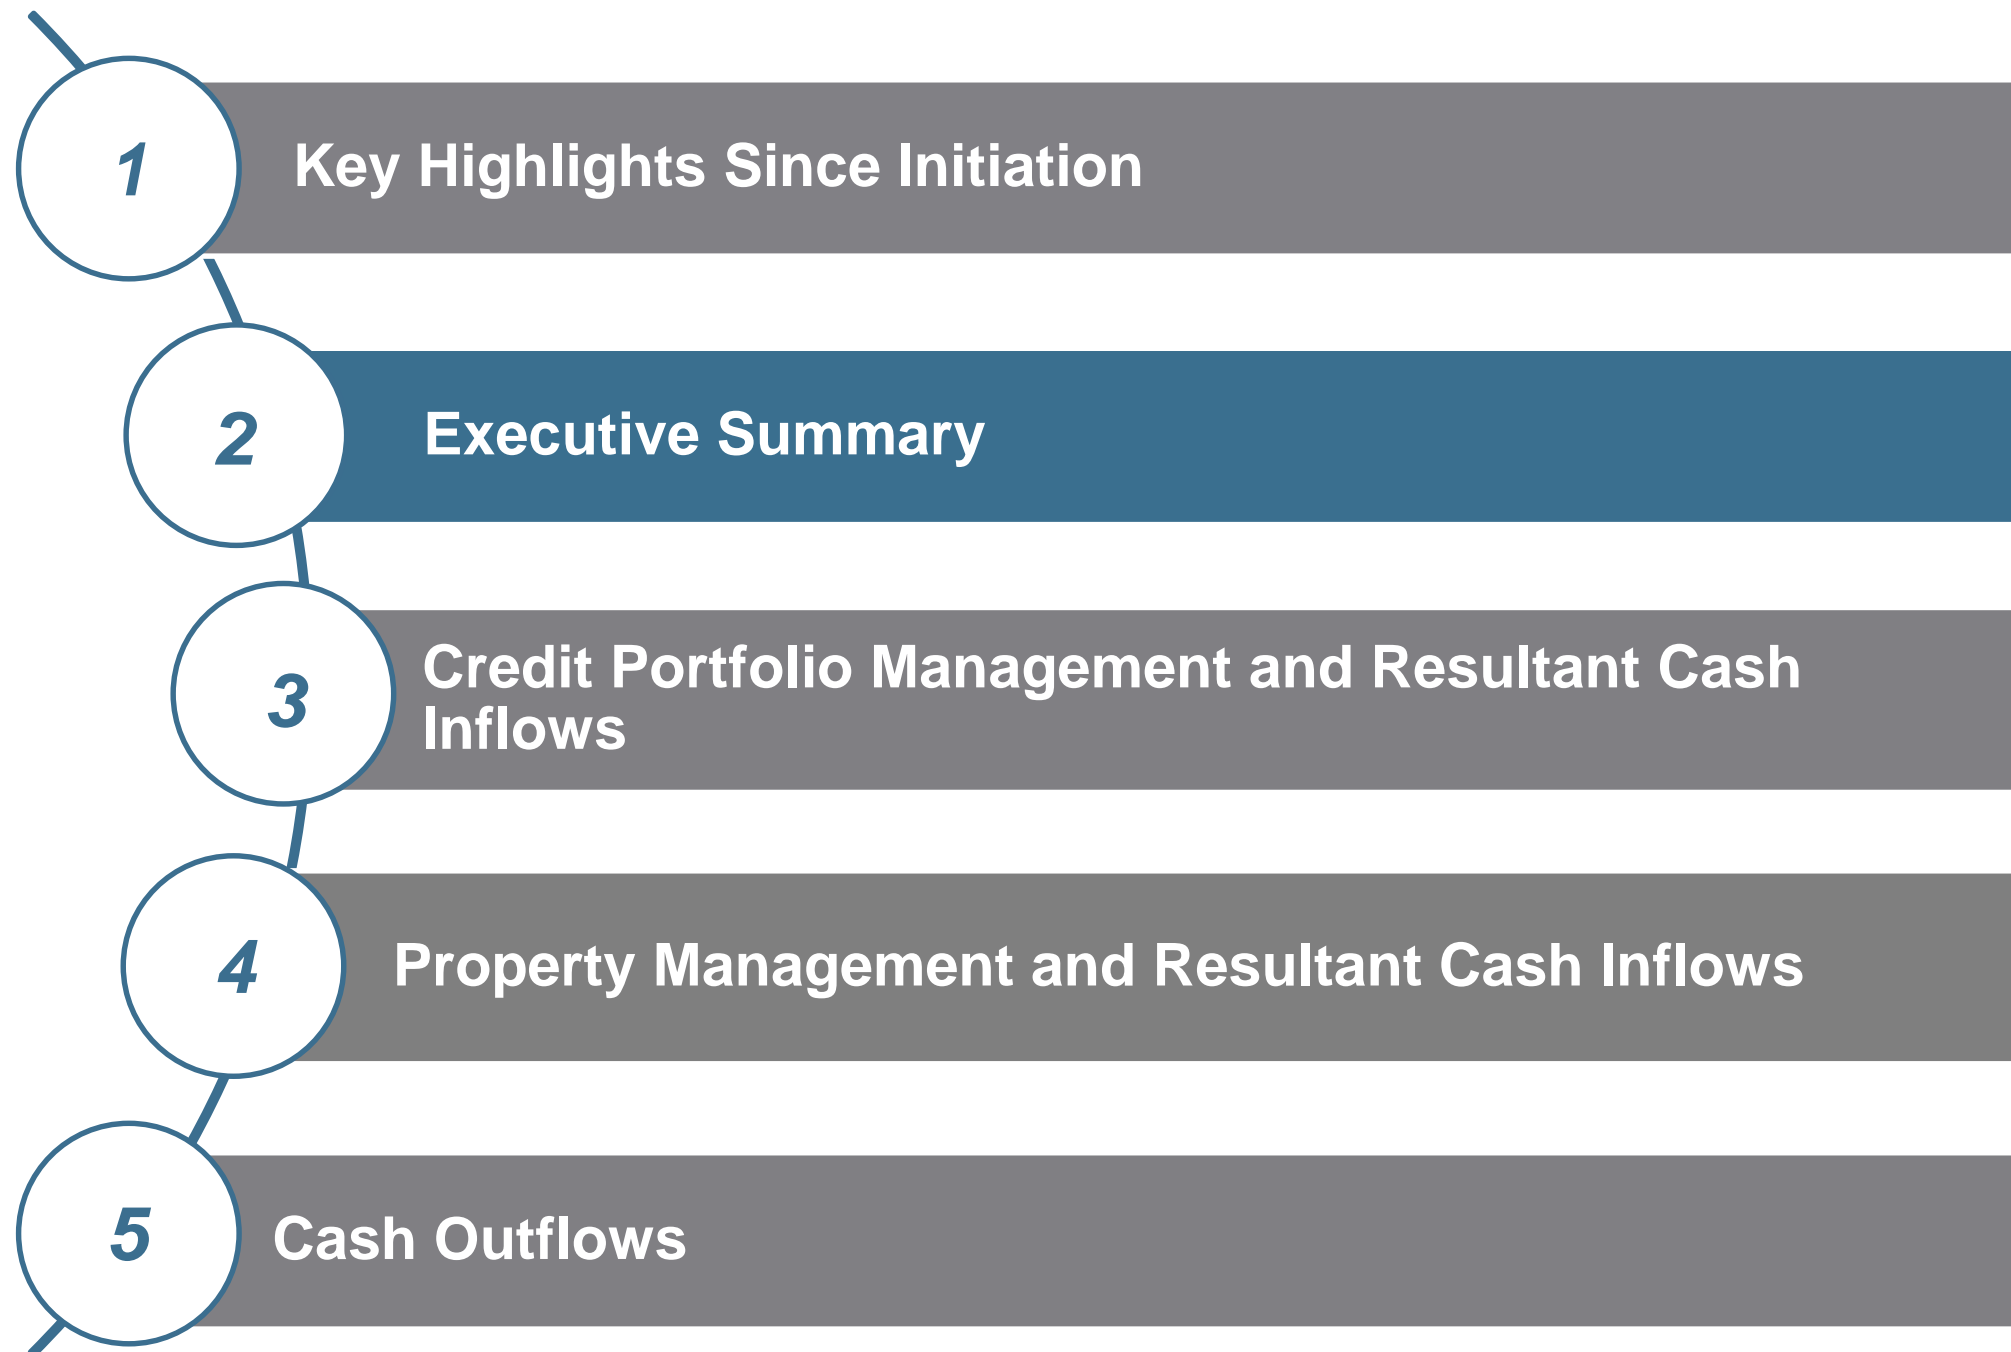 1
Key Highlights Since Initiation
2
Executive Summary
3
Credit Portfolio Management and Resultant Cash
Inflows
4
Property Management and Resultant Cash Inflows
5
Cash Outflows